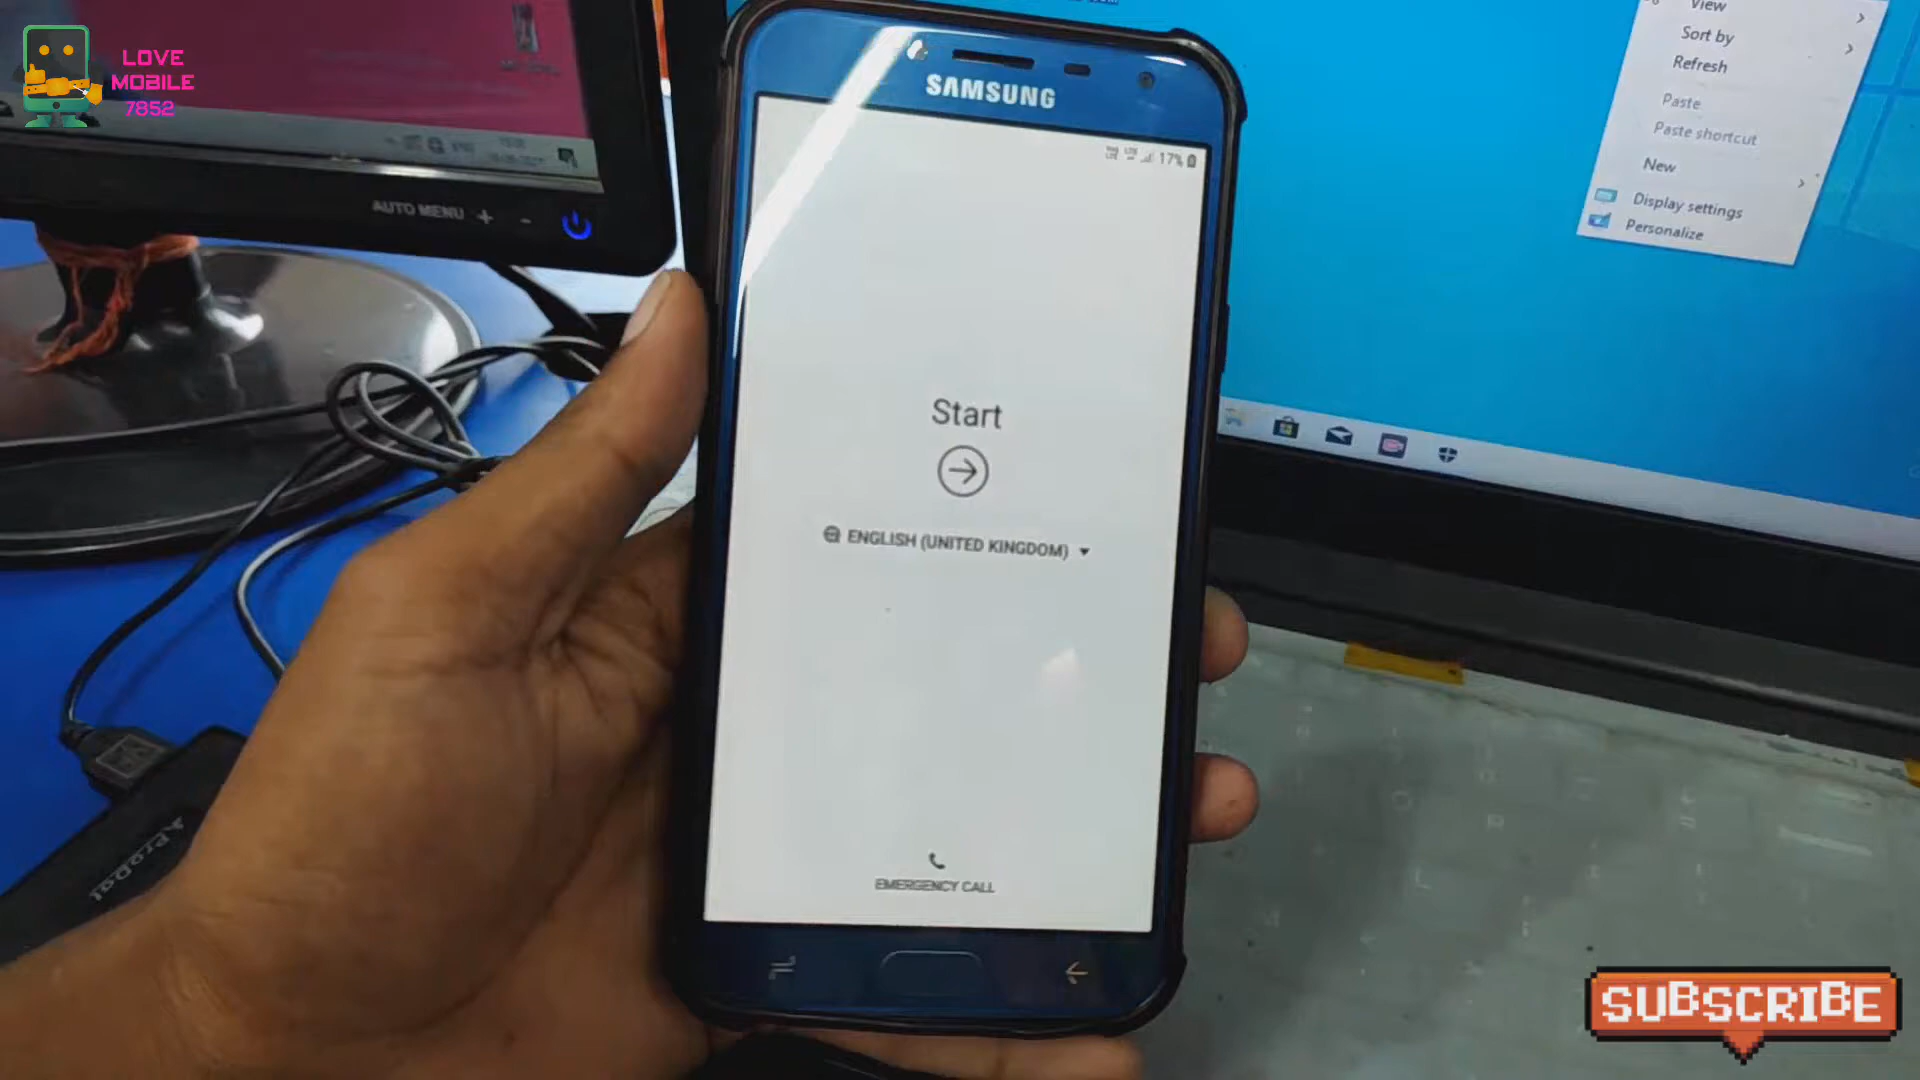 LOVE
MOBILE
7852
AUTO MENU + -
SAMSUNG
17%
Start
ENGLISH (UNITED KINGDOM)
EMERGENCY CALL
View
Sort by
Refresh
Paste
Paste shortcut
New
Display settings
Personalize
SUBSCRIBE